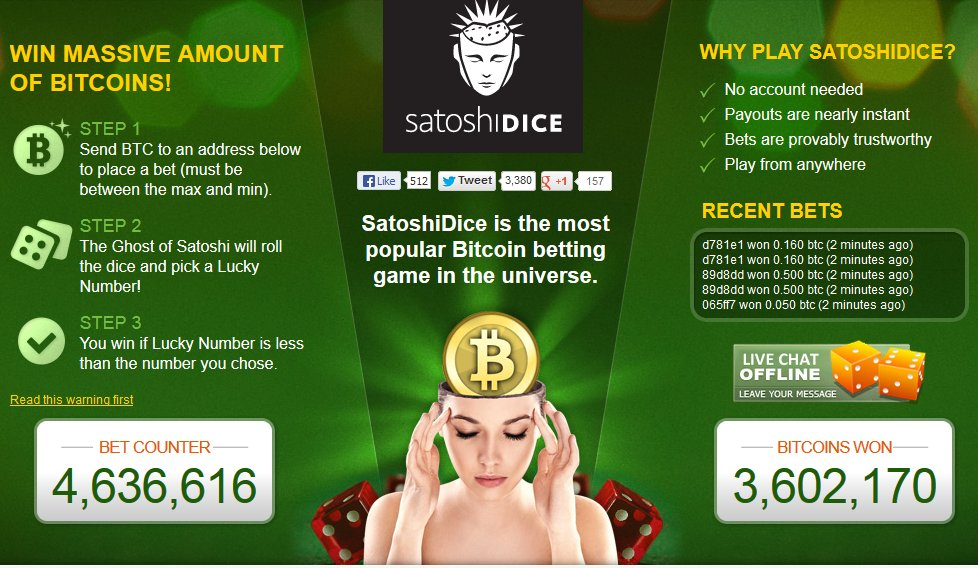 WIN MASSIVE AMOUNT
OF BITCOINS!
STEP 1
Send BTC to an address below
to place a bet (must be
between the max and min).
STEP 2
The Ghost of Satoshi will roll
the dice and pick a Lucky
Number!
STEP 3
You win if Lucky Number is less
than the number you chose.
Read this warning first
BET COUNTER
4,636,616
satoshiDICE
Like 512 Tweet 3,380 g +1 157
SatoshiDice is the most
popular Bitcoin betting
game in the universe.
WHY PLAY SATOSHIDICE?
No account needed
Payouts are nearly instant
Bets are provably trustworthy
Play from anywhere
RECENT BETS
d781e1 won 0.160 btc (2 minutes ago)
d781e1 won 0.160 btc (2 minutes ago)
89d8dd won 0.500 btc (2 minutes ago)
89d8dd won 0.500 btc (2 minutes ago)
065ff7 won 0.050 btc (2 minutes ago)
LIVE CHAT
OFFLINE
LEAVE YOUR MESSAGE
BITCOINS WON
3,602,170